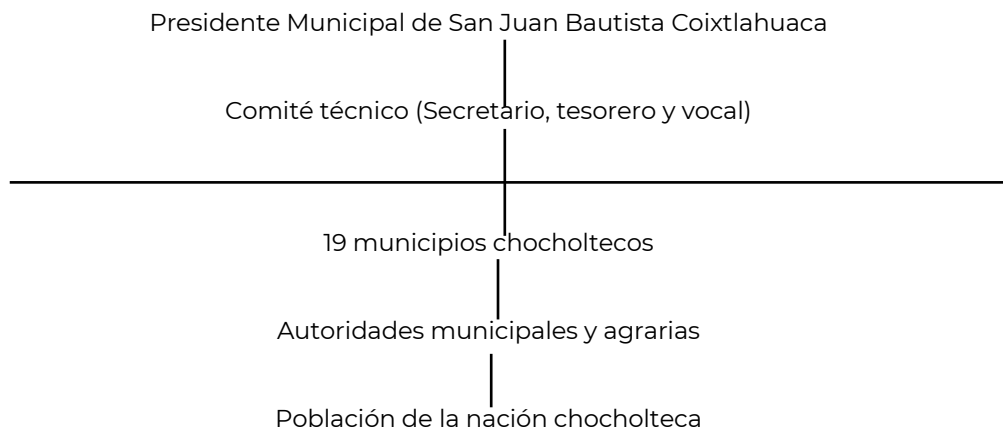 Presidente Municipal de San Juan Bautista Coixtlahuaca
Comité técnico (Secretario, tesorero y vocal)
19 municipios chocholtecos
Autoridades municipales y agrarias
Población de la nación chocholteca